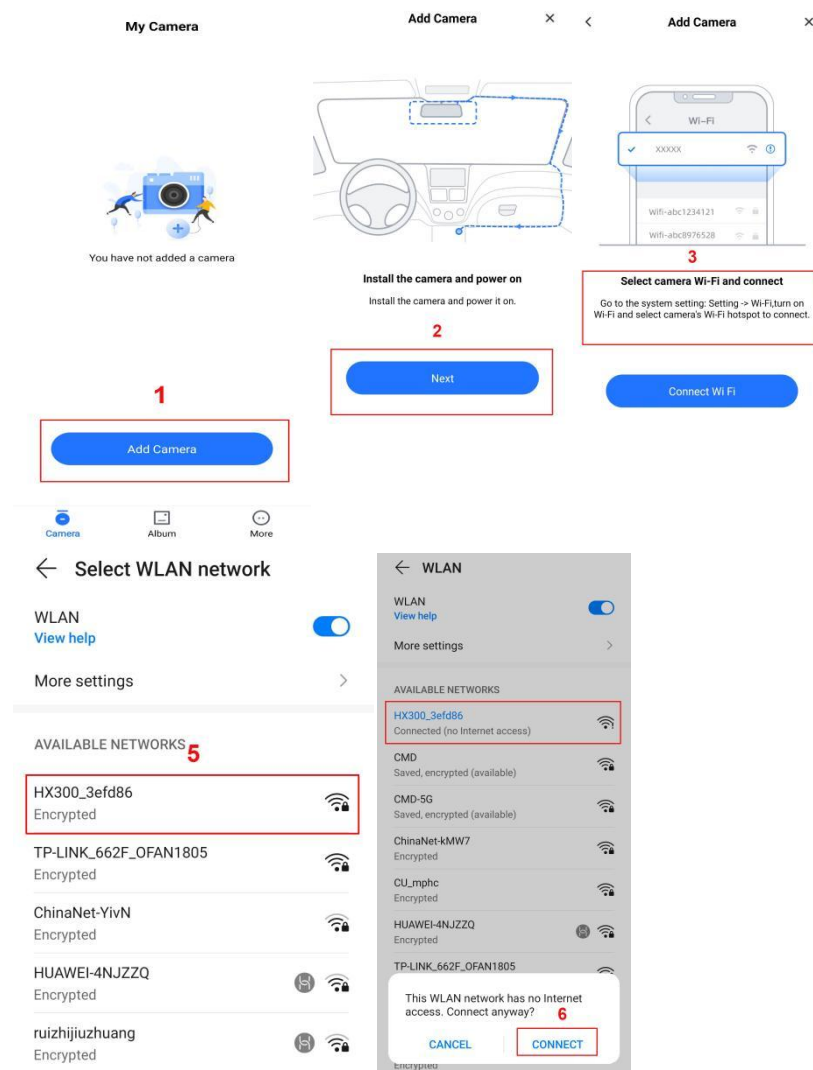 My Camera
You have not added a camera
1
Add Camera
Camera
Album
More
Add Camera
Install the camera and power on
Install the camera and power it on.
2
Next
Add Camera
Wi-Fi
XXXXX
Wifi-abc1234121
Wifi-abc8976528
3
Select camera Wi-Fi and connect
Go to the system setting: Setting -> Wi-Fi,turn on
Wi-Fi and select camera's Wi-Fi hotspot to connect.
Connect Wi Fi
Select WLAN network
WLAN
View help
More settings
AVAILABLE NETWORKS
5
HX300_3efd86
Encrypted
TP-LINK_662F_OFAN1805
Encrypted
ChinaNet-YivN
Encrypted
HUAWEI-4NJZZQ
Encrypted
ruizhijiuzhuang
Encrypted
WLAN
WLAN
View help
More settings
AVAILABLE NETWORKS
HX300_3efd86
Connected (no Internet access)
CMD
Saved, encrypted (available)
CMD-5G
Saved, encrypted (available)
ChinaNet-kMW7
Encrypted
CU_mphc
Encrypted
HUAWEI-4NJZZQ
Encrypted
TP-LINK_662F_OFAN1805
This WLAN network has no Internet
access. Connect anyway?
6
CANCEL
CONNECT
Encrypted